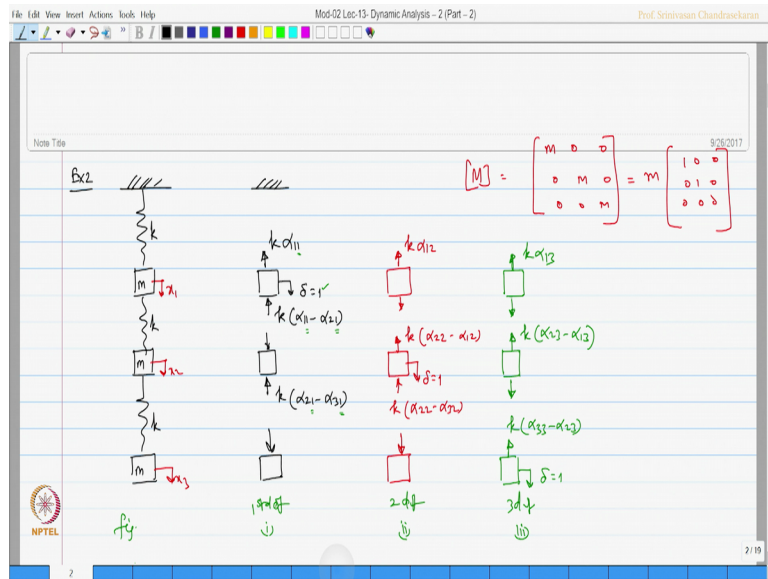 File Edit View Insert Actions Tools Help
Mod-02 Lec-13- Dynamic Analysis – 2 (Part – 2)
Prof. Srinivasan Chandrasekaran
B I
Note Title
9/26/2017
Ex2
[M] = [m 0 0 = m [1 0 0
0 m 0 0 1 0
0 0 m] 0 0 0]
k
m x1
k
m x2
k
m x3
fig.
kα11
δ=1
k(α11-α21)
k(α21-α31)
1st dof
i)
kα12
k(α22-α12)
δ=1
k(α22-α32)
2 dof
ii)
kα13
k(α23-α13)
k(α33-α23)
δ=1
3dof
iii)
NPTEL
2
2 / 19